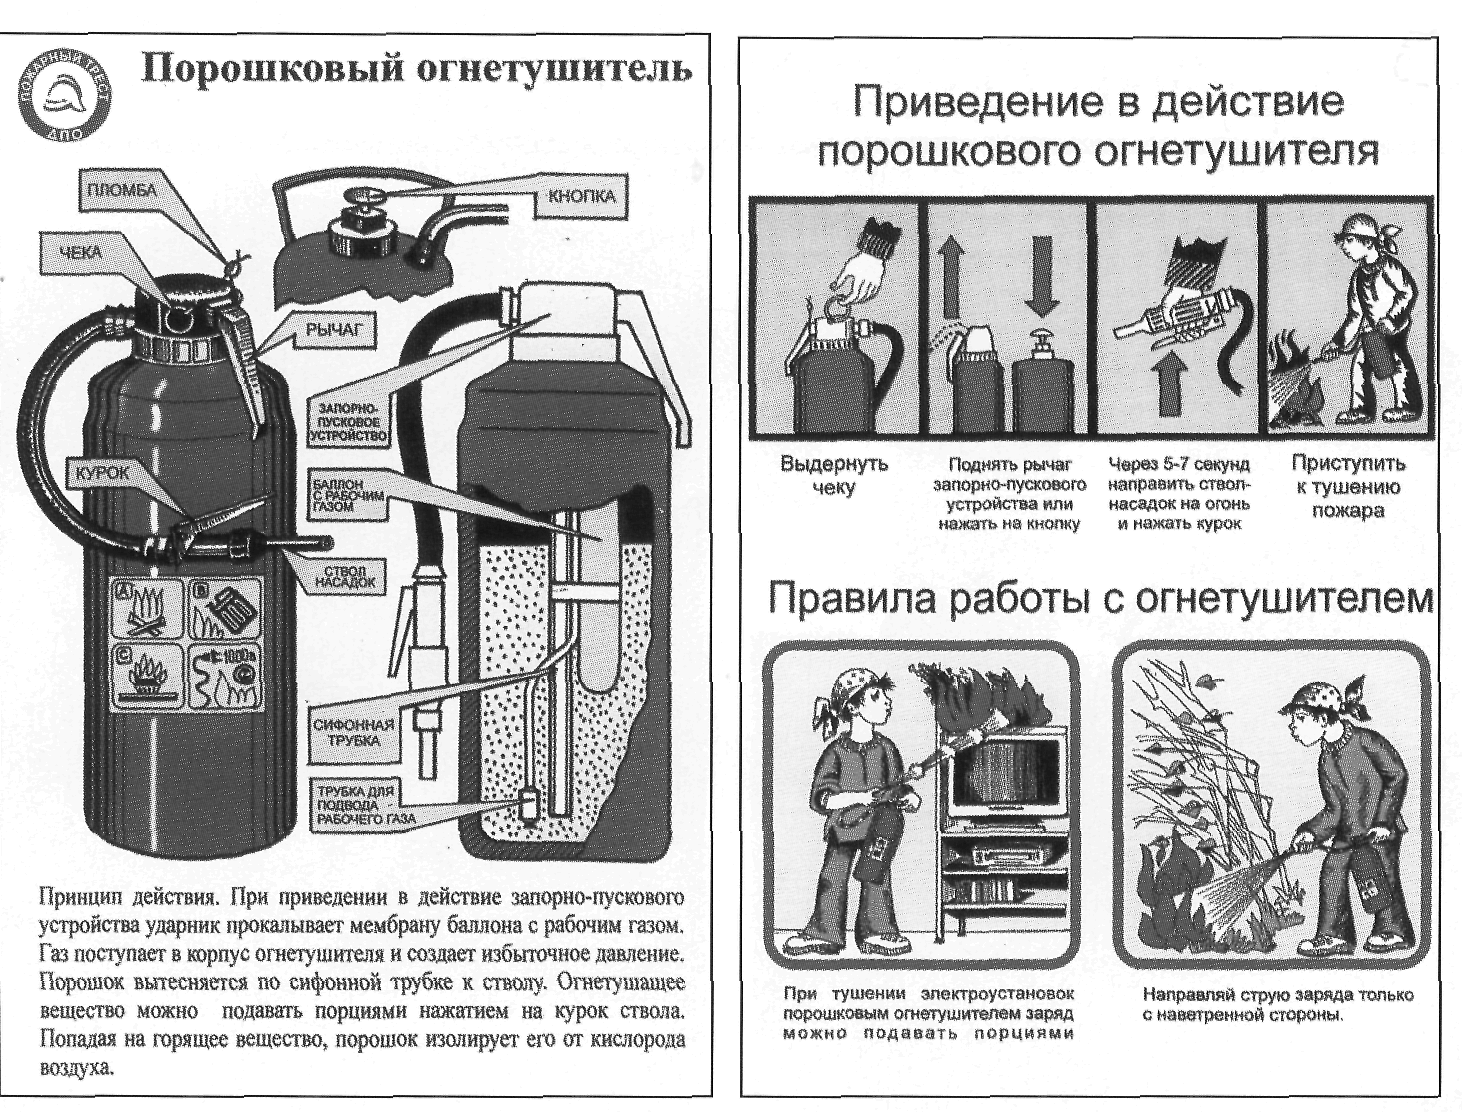 ПОЖАРНЫЙ ТРЕСТ
ДПО
Порошковый огнетушитель
ПЛОМБА
КНОПКА
ЧЕКА
РЫЧАГ
ЗАПОРНО-
ПУСКОВОЕ
УСТРОЙСТВО
КУРОК
БАЛЛОН
С РАБОЧИМ
ГАЗОМ
СТВОЛ
НАСАДОК
A
B
C
1000в
СИФОННАЯ
ТРУБКА
ТРУБКА ДЛЯ
ПОДВОДА
РАБОЧЕГО ГАЗА
Принцип действия. При приведении в действие запорно-пускового
устройства ударник прокалывает мембрану баллона с рабочим газом.
Газ поступает в корпус огнетушителя и создает избыточное давление.
Порошок вытесняется по сифонной трубке к стволу. Огнетушащее
вещество можно подавать порциями нажатием на курок ствола.
Попадая на горящее вещество, порошок изолирует его от кислорода
воздуха.
Приведение в действие
порошкового огнетушителя
Выдернуть
чеку
Поднять рычаг
запорно-пускового
устройства или
нажать на кнопку
Через 5-7 секунд
направить ствол-
насадок на огонь
и нажать курок
Приступить
к тушению
пожара
Правила работы с огнетушителем
При тушении электроустановок
порошковым огнетушителем заряд
можно подавать порциями
Направляй струю заряда только
с наветренной стороны.